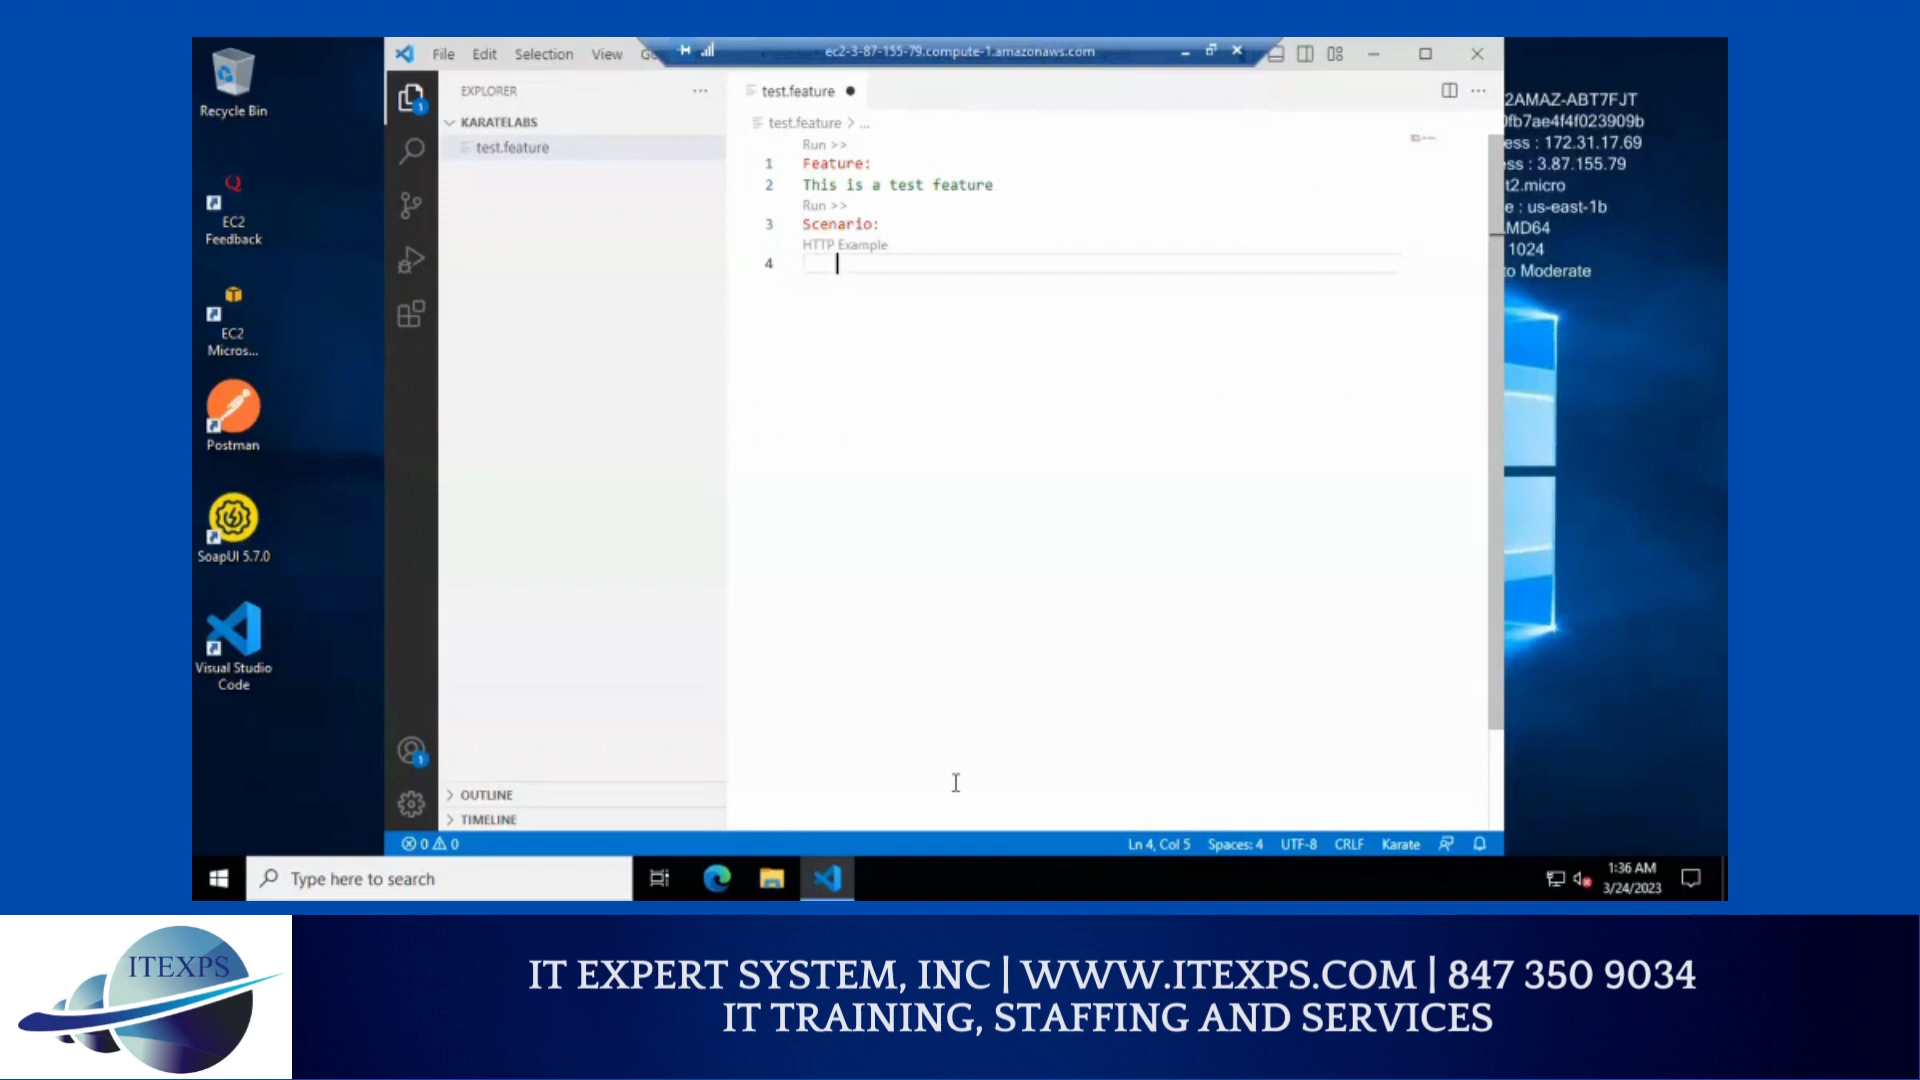 Recycle Bin
EC2
Feedback
EC2
Micros...
Postman
SoapUI 5.7.0
Visual Studio
Code
File Edit Selection View
ec2-3-87-155-79.compute-1.amazonaws.com
EXPLORER
KARATELABS
test.feature
OUTLINE
TIMELINE
test.feature
test.feature > ...
Run >>
1 Feature:
2 This is a test feature
Run >>
3 Scenario:
HTTP Example
4
2AMAZ-ABT7FJT
0fb7ae4f4f023909b
ess : 172.31.17.69
ss : 3.87.155.79
t2.micro
e : us-east-1b
MD64
1024
to Moderate
0 0 Ln 4, Col 5 Spaces: 4 UTF-8 CRLF Karate
Type here to search
1:36 AM
3/24/2023
ITEXPS
IT EXPERT SYSTEM, INC | WWW.ITEXPS.COM | 847 350 9034
IT TRAINING, STAFFING AND SERVICES